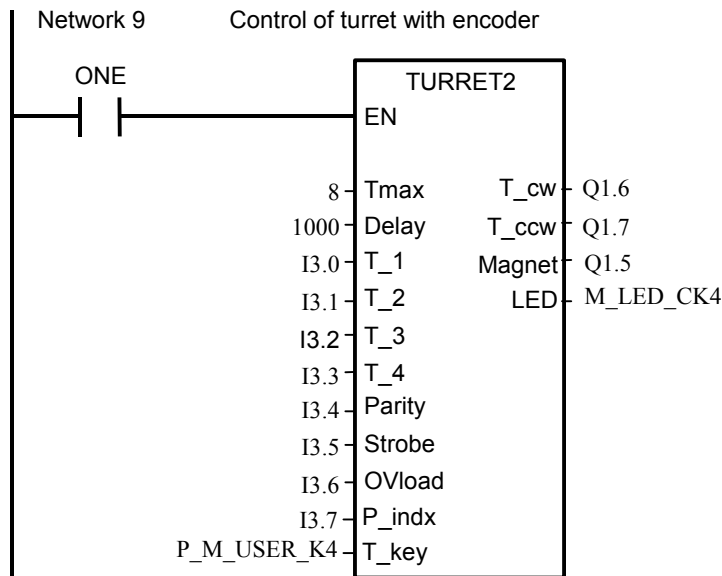 Network 9 Control of turret with encoder
ONE
TURRET2
EN
8 Tmax T_cw Q1.6
1000 Delay T_ccw Q1.7
I3.0 T_1 Magnet Q1.5
I3.1 T_2 LED M_LED_CK4
I3.2 T_3
I3.3 T_4
I3.4 Parity
I3.5 Strobe
I3.6 OVload
I3.7 P_indx
P_M_USER_K4 T_key